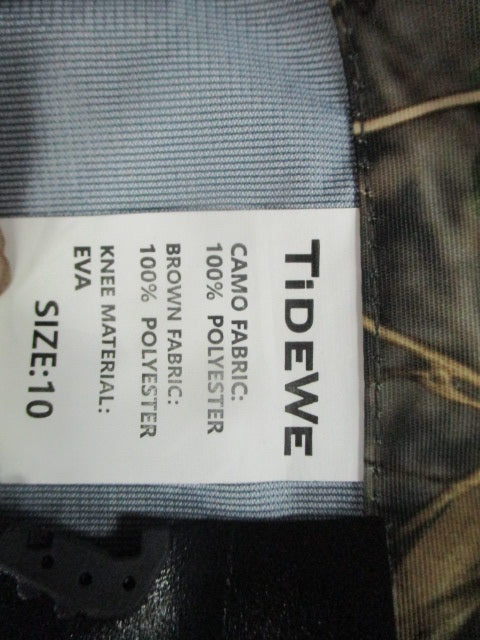 TiDEWE
CAMO FABRIC:
100% POLYESTER
BROWN FABRIC:
100% POLYESTER
KNEE MATERIAL:
EVA
SIZE:10